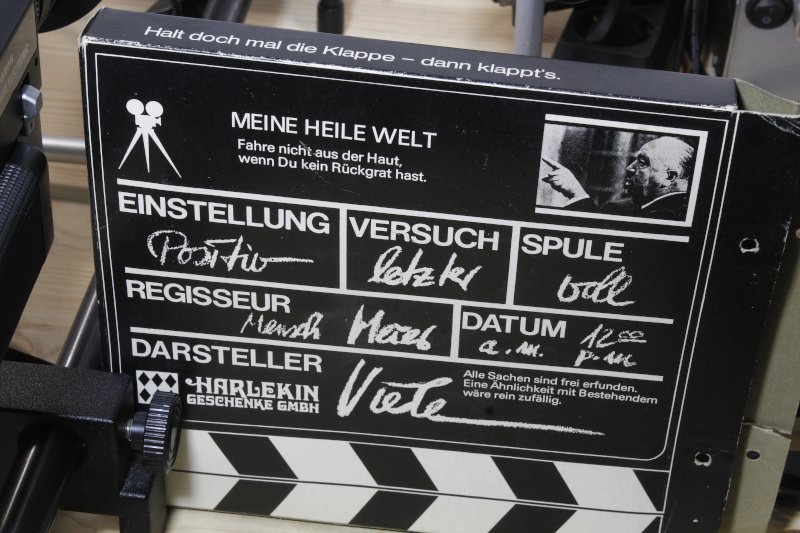 Halt doch mal die Klappe – dann klappt's.
MEINE HEILE WELT
Fahre nicht aus der Haut,
wenn Du kein Rückgrat hast.
EINSTELLUNG
Positiv
VERSUCH
letzter
SPULE
voll
REGISSEUR
Mensch Meier
DATUM 12 00
a.m. p.m
DARSTELLER
Viele
HARLEKIN
GESCHENKE GMBH
Alle Sachen sind frei erfunden.
Eine Ähnlichkeit mit Bestehendem
wäre rein zufällig.